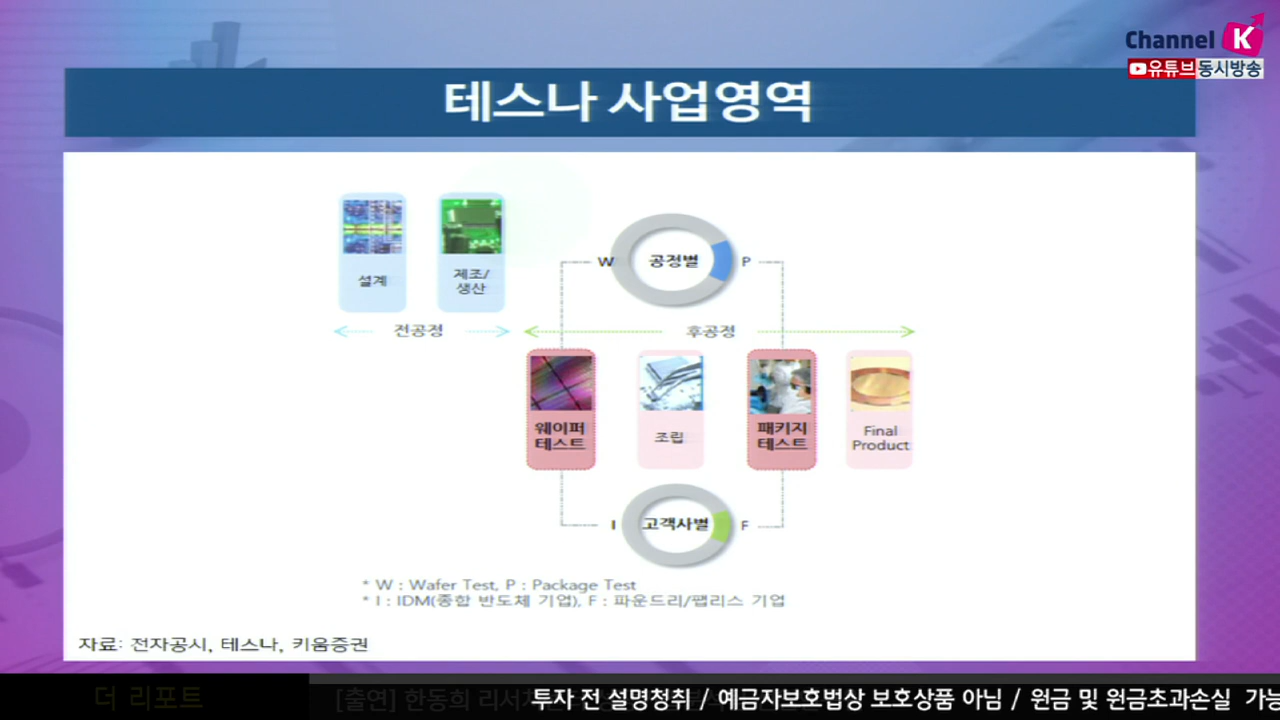 Channel K
유튜브 동시방송
테스나 사업영역
설계
제조/
생산
W
공정별
P
전공정
후공정
웨이퍼
테스트
조립
패키지
테스트
Final
Product
I
고객사별
F
* W : Wafer Test, P : Package Test
* I : IDM(종합 반도체 기업), F : 파운드리/팹리스 기업
자료: 전자공시, 테스나, 키움증권
더 리포트
[출연] 한동희 리서치
투자 전 설명청취 / 예금자보호법상 보호상품 아님 / 원금 및 원금초과손실 가능